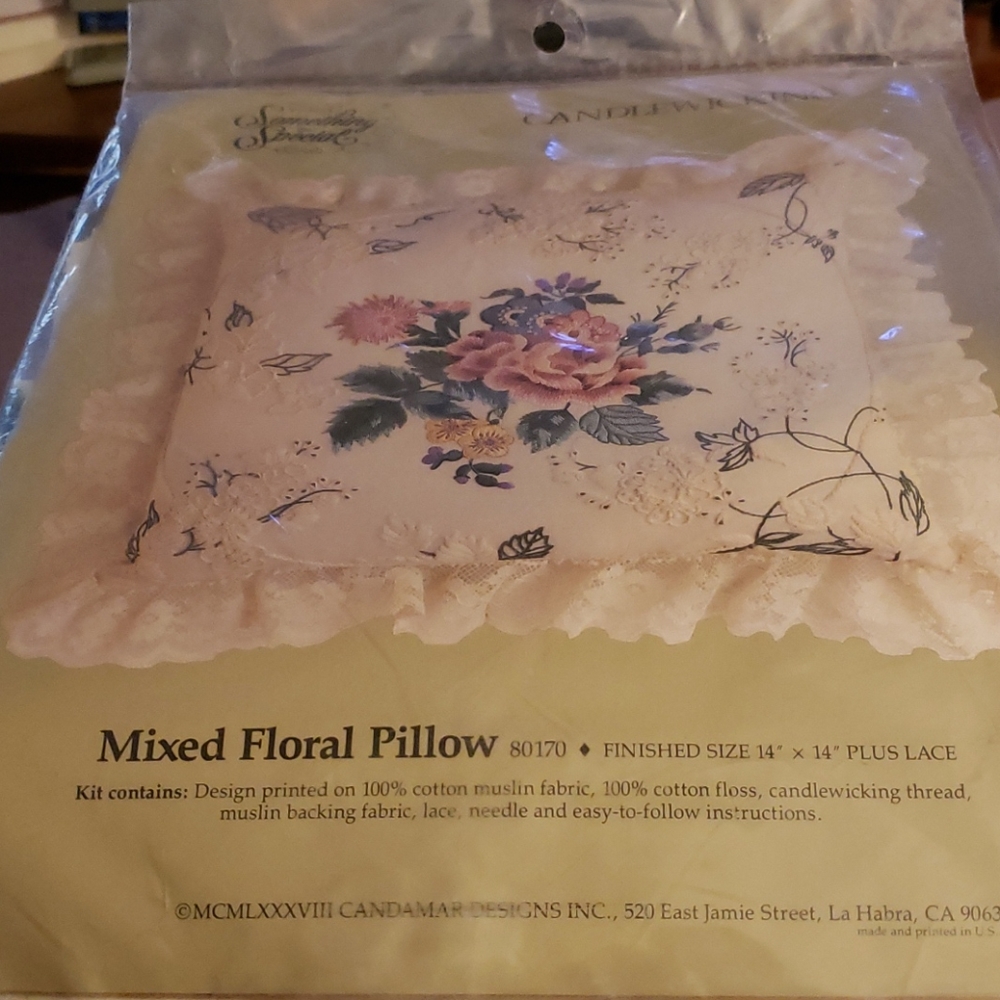 Something
Special
CANDLEWICKING
Mixed Floral Pillow 80170 ♦ FINISHED SIZE 14" × 14" PLUS LACE
Kit contains: Design printed on 100% cotton muslin fabric, 100% cotton floss, candlewicking thread,
muslin backing fabric, lace, needle and easy-to-follow instructions.
©MCMLXXXVIII CANDAMAR DESIGNS INC., 520 East Jamie Street, La Habra, CA 9063
made and printed in U.S.